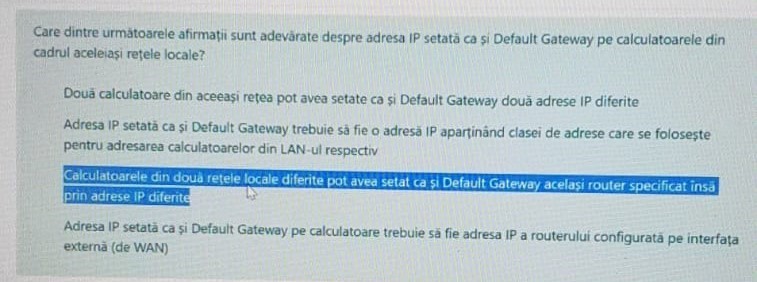 Care dintre următoarele afirmații sunt adevărate despre adresa IP setată ca și Default Gateway pe calculatoarele din
cadrul aceleiași rețele locale?
Două calculatoare din aceeași rețea pot avea setate ca și Default Gateway două adrese IP diferite
Adresa IP setată ca și Default Gateway trebuie să fie o adresă IP aparținând clasei de adrese care se folosește
pentru adresarea calculatoarelor din LAN-ul respectiv
Calculatoarele din două rețele locale diferite pot avea setat ca și Default Gateway același router specificat însă
prin adrese IP diferite
Adresa IP setată ca și Default Gateway pe calculatoare trebuie să fie adresa IP a routerului configurată pe interfața
externă (de WAN)